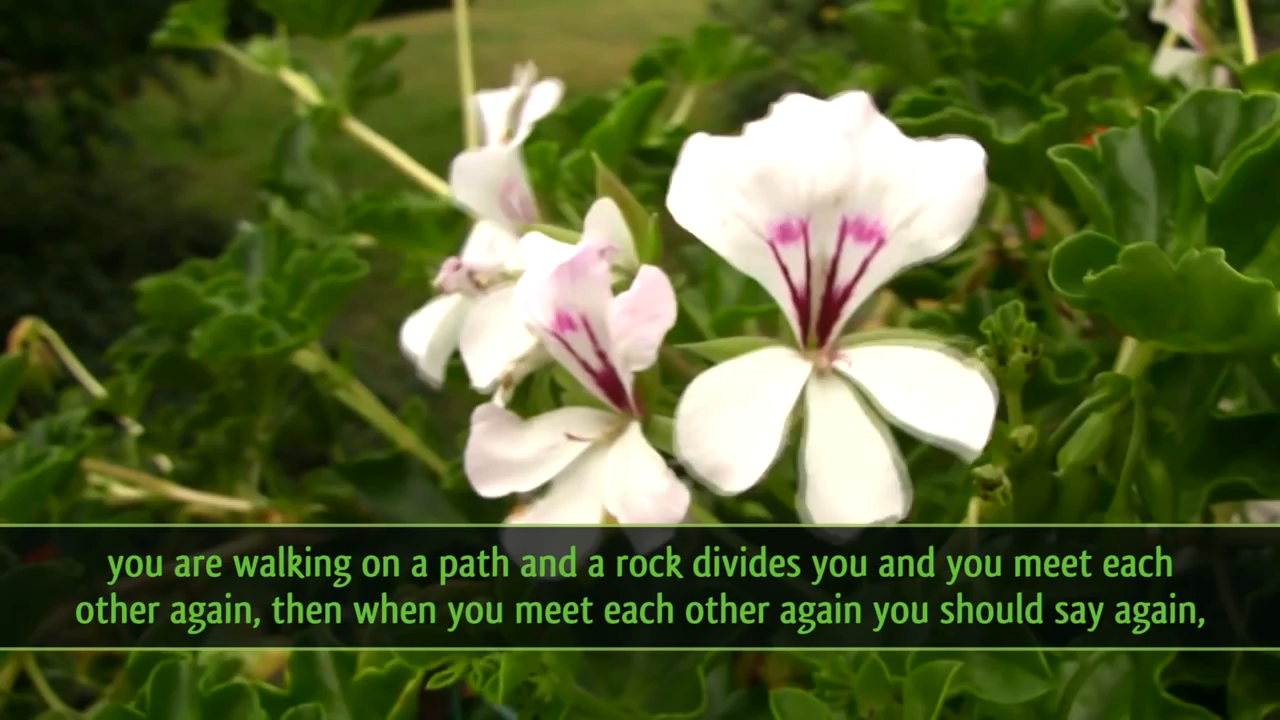 you are walking on a path and a rock divides you and you meet each
other again, then when you meet each other again you should say again,